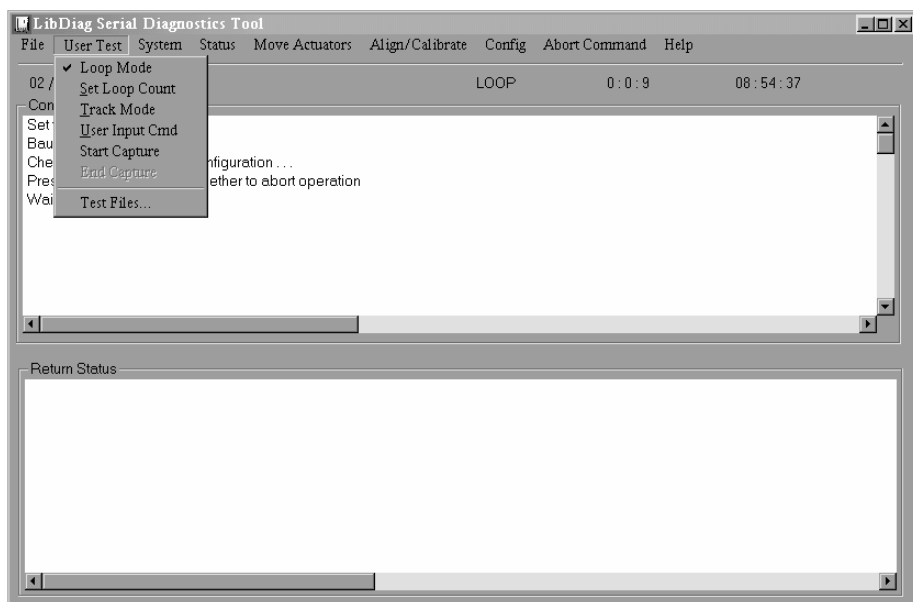 LibDiag Serial Diagnostics Tool
File User Test System Status Move Actuators Align/Calibrate Config Abort Command Help
Loop Mode
Set Loop Count
Track Mode
User Input Cmd
Start Capture
End Capture
Test Files...
02 / LOOP 0 : 0 : 9 08 : 54 : 37
Con
Set
Bau
Che nfiguration . . .
Pres ether to abort operation
Wai
Return Status